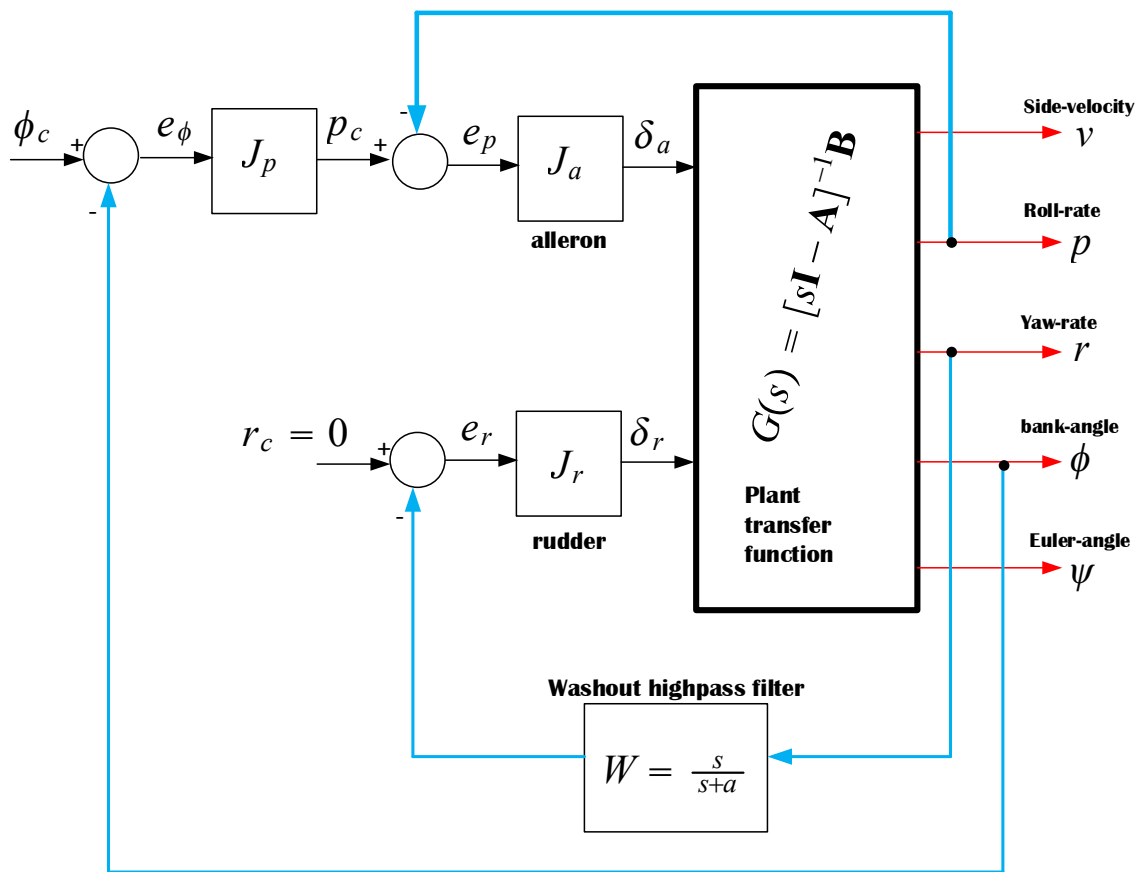 ϕc
+
-
eϕ
Jp
pc
+
-
ep
Ja
alleron
δa
rc = 0
+
-
er
Jr
rudder
δr
G(s) = [sI − A]⁻¹B
Plant
transfer
function
Side-velocity
v
Roll-rate
p
Yaw-rate
r
bank-angle
ϕ
Euler-angle
ψ
Washout highpass filter
W = s/(s+a)